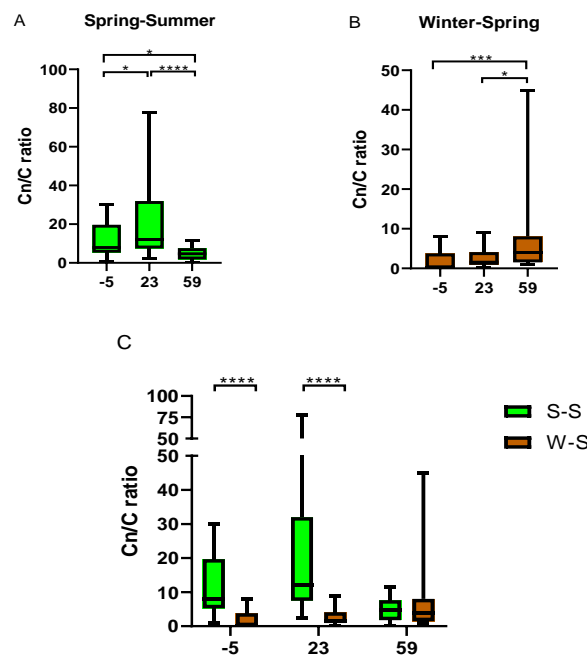 A
Spring-Summer
*
*
****
Cn/C ratio
100
80
60
40
20
0
-5 23 59
B
Winter-Spring
***
*
Cn/C ratio
50
40
30
20
10
0
-5 23 59
C
**** ****
Cn/C ratio
100
75
50
50
40
30
20
10
0
-5 23 59
S-S
W-S